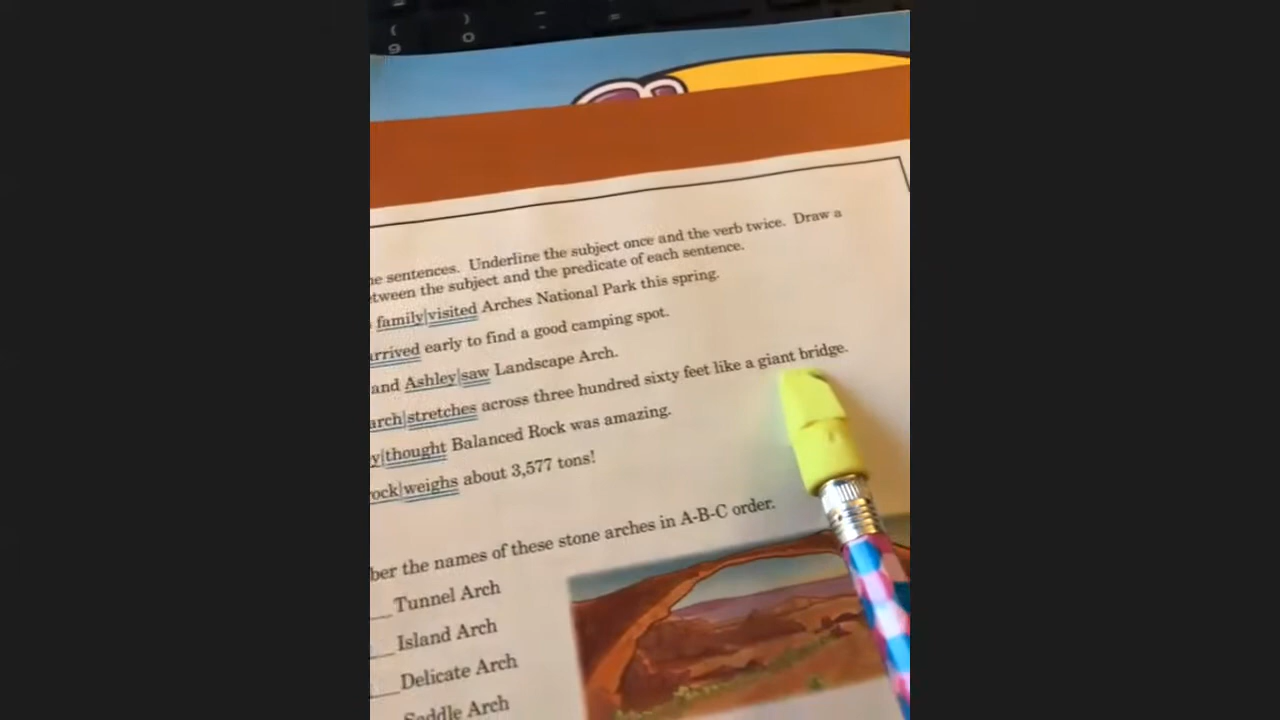 ( )
9 0
sentences. Underline the subject once and the verb twice. Draw a
between the subject and the predicate of each sentence.
family|visited Arches National Park this spring.
arrived early to find a good camping spot.
and Ashley|saw Landscape Arch.
arch|stretches across three hundred sixty feet like a giant bridge.
y|thought Balanced Rock was amazing.
rock|weighs about 3,577 tons!
ber the names of these stone arches in A-B-C order.
Tunnel Arch
Island Arch
Delicate Arch
Saddle Arch